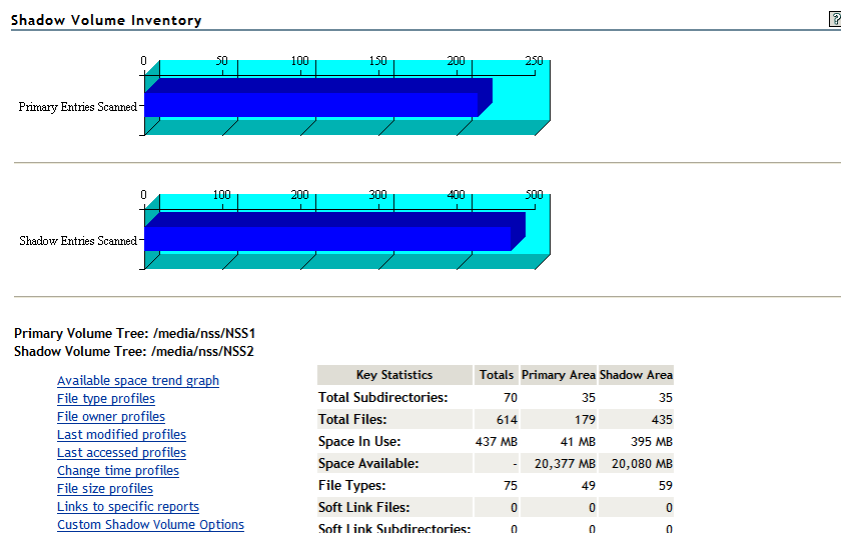 Shadow Volume Inventory
?
0 50 100 150 200 250
Primary Entries Scanned
0 100 200 300 400 500
Shadow Entries Scanned
Primary Volume Tree: /media/nss/NSS1
Shadow Volume Tree: /media/nss/NSS2
Available space trend graph
File type profiles
File owner profiles
Last modified profiles
Last accessed profiles
Change time profiles
File size profiles
Links to specific reports
Custom Shadow Volume Options
Key Statistics Totals Primary Area Shadow Area
Total Subdirectories: 70 35 35
Total Files: 614 179 435
Space In Use: 437 MB 41 MB 395 MB
Space Available: - 20,377 MB 20,080 MB
File Types: 75 49 59
Soft Link Files: 0 0 0
Soft Link Subdirectories: 0 0 0